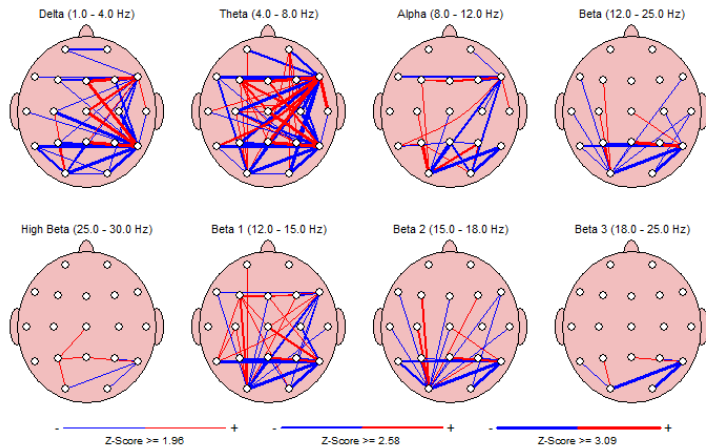 Delta (1.0 - 4.0 Hz) Theta (4.0 - 8.0 Hz) Alpha (8.0 - 12.0 Hz) Beta (12.0 - 25.0 Hz)
High Beta (25.0 - 30.0 Hz) Beta 1 (12.0 - 15.0 Hz) Beta 2 (15.0 - 18.0 Hz) Beta 3 (18.0 - 25.0 Hz)
- + - + - +
Z-Score >= 1.96 Z-Score >= 2.58 Z-Score >= 3.09